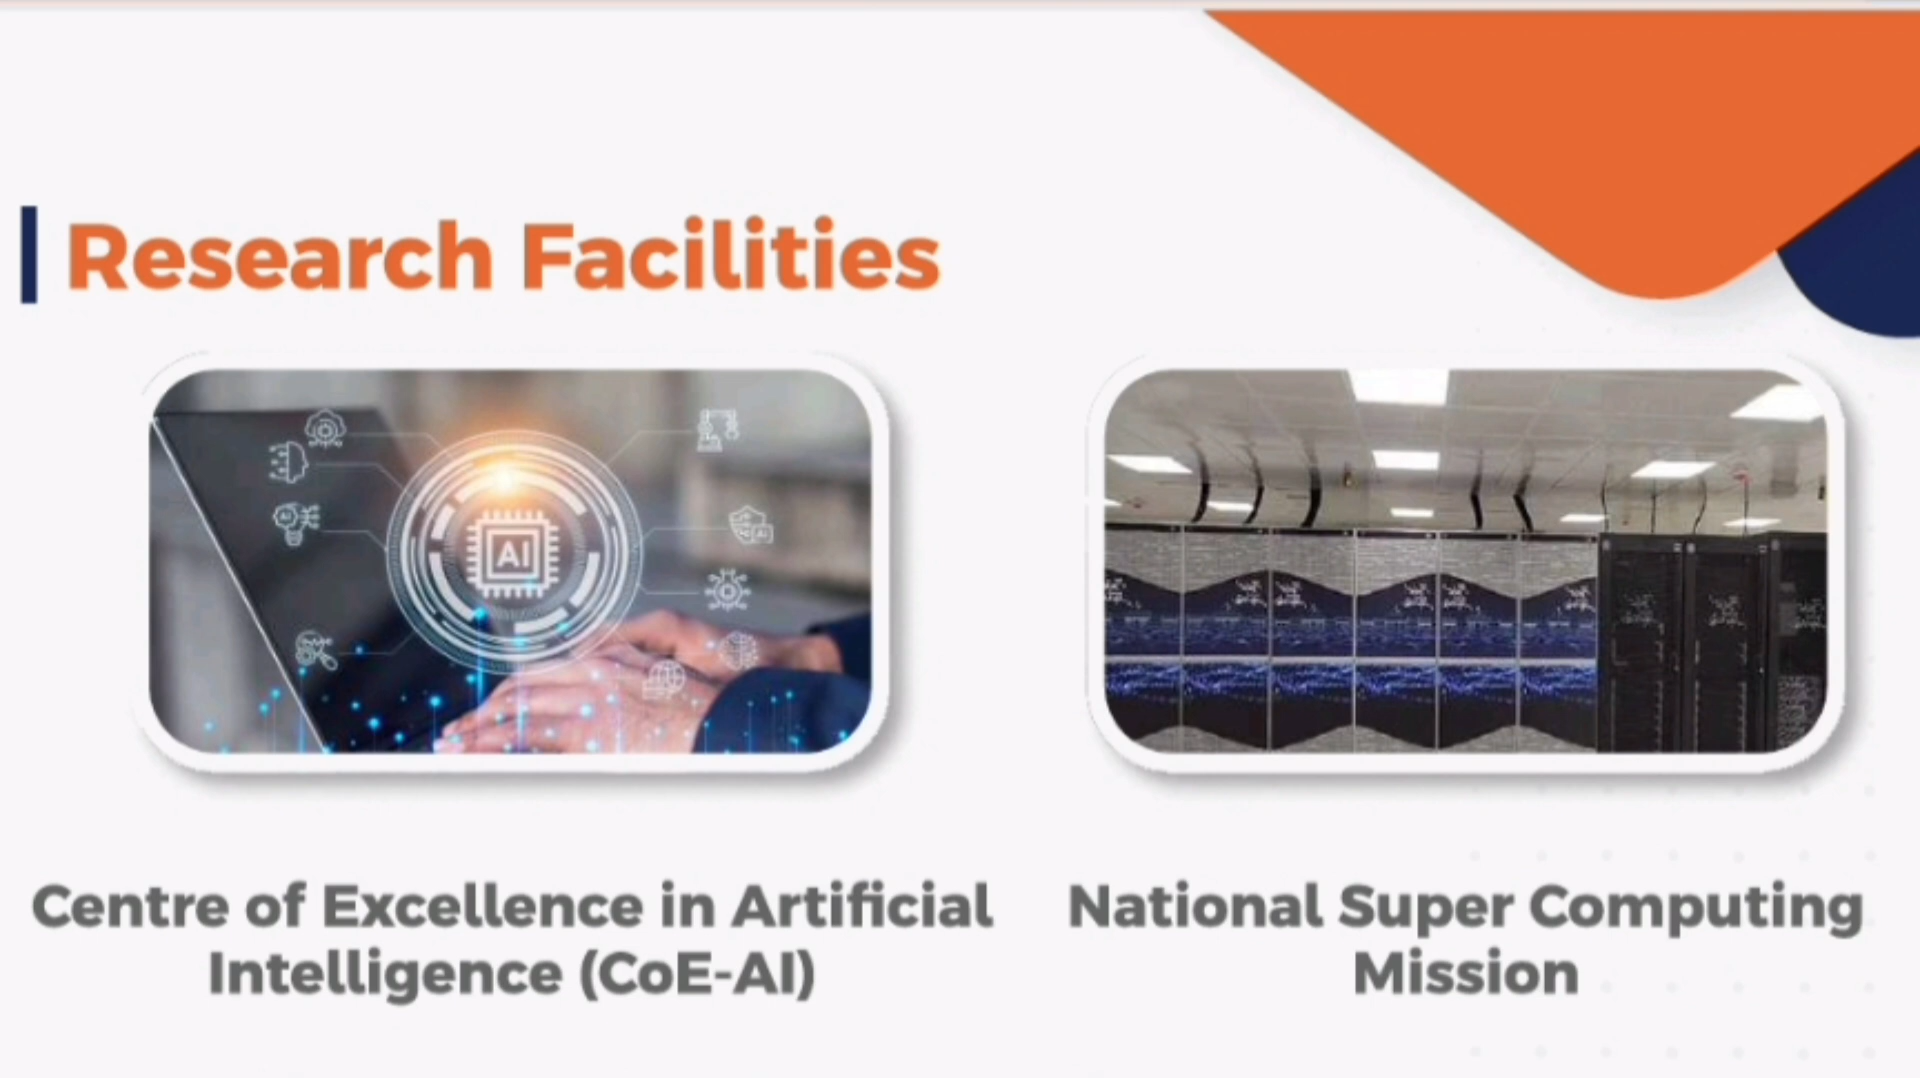 Research Facilities
AI
Centre of Excellence in Artificial
Intelligence (CoE-AI)
National Super Computing
Mission